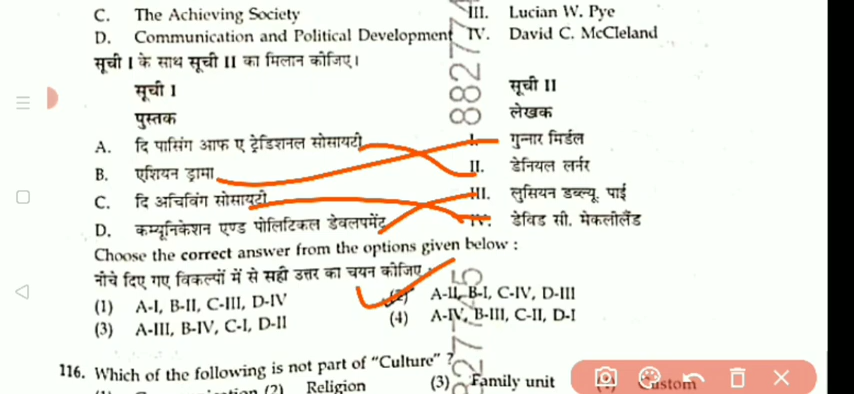 C. The Achieving Society III. Lucian W. Pye
D. Communication and Political Development IV. David C. McCleland
सूची I के साथ सूची II का मिलान कीजिए।
सूची I सूची II
पुस्तक लेखक
A. दि पासिंग आफ ए ट्रेडिशनल सोसायटी I. गुन्नार मिर्डल
B. एशियन ड्रामा II. डेनियल लर्नर
C. दि अचिविंग सोसायटी III. लुसियन डब्ल्यू. पाई
D. कम्यूनिकेशन एण्ड पोलिटिकल डेवलपमेंट IV. डेविड सी. मेकलीलैंड
Choose the correct answer from the options given below :
नीचे दिए गए विकल्पों में से सही उत्तर का चयन कीजिए
(1) A-I, B-II, C-III, D-IV (2) A-II, B-I, C-IV, D-III
(3) A-III, B-IV, C-I, D-II (4) A-IV, B-III, C-II, D-I
116. Which of the following is not part of "Culture" ?
(2) Religion (3) Family unit Custom